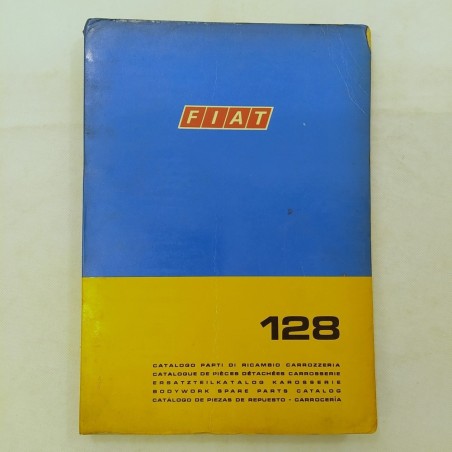 FIAT
128
CATALOGO PARTI DI RICAMBIO CARROZZERIA
CATALOGUE DE PIÈCES DÉTACHÉES CARROSSERIE
ERSATZTEILKATALOG KAROSSERIE
BODYWORK SPARE PARTS CATALOG
CATÁLOGO DE PIEZAS DE REPUESTO - CARROCERÍA